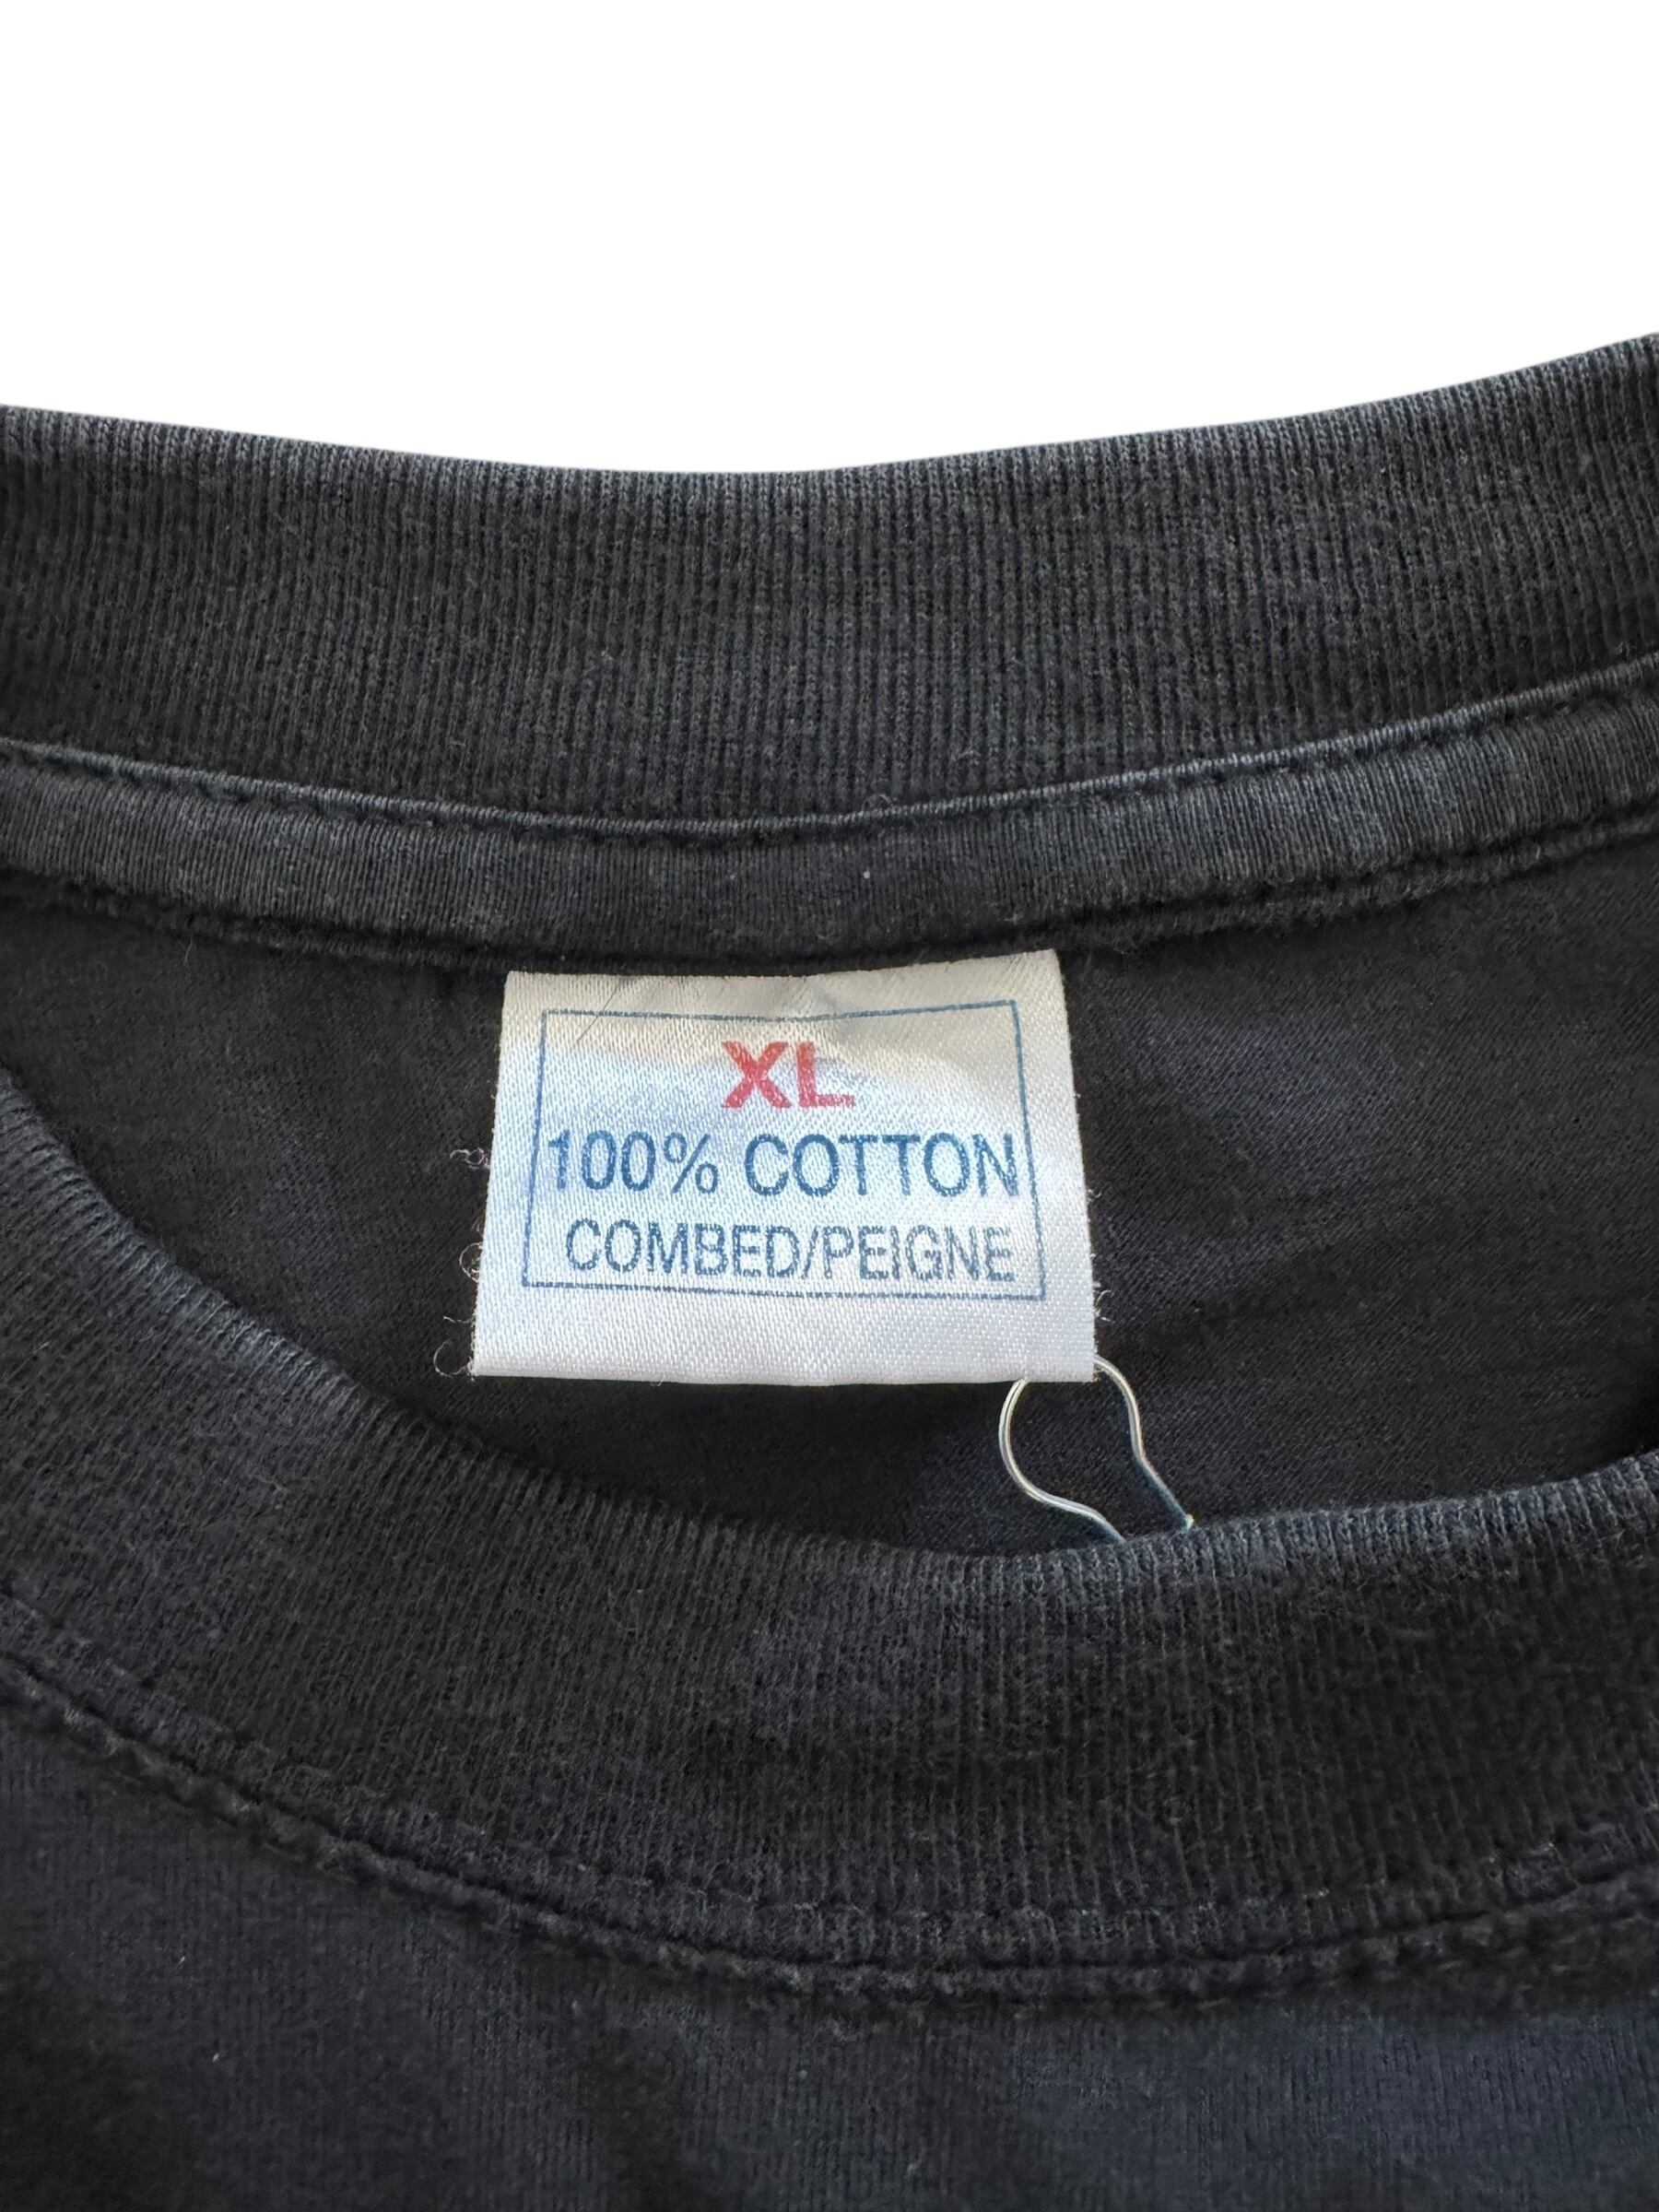 XL
100% COTTON
COMBED/PEIGNE